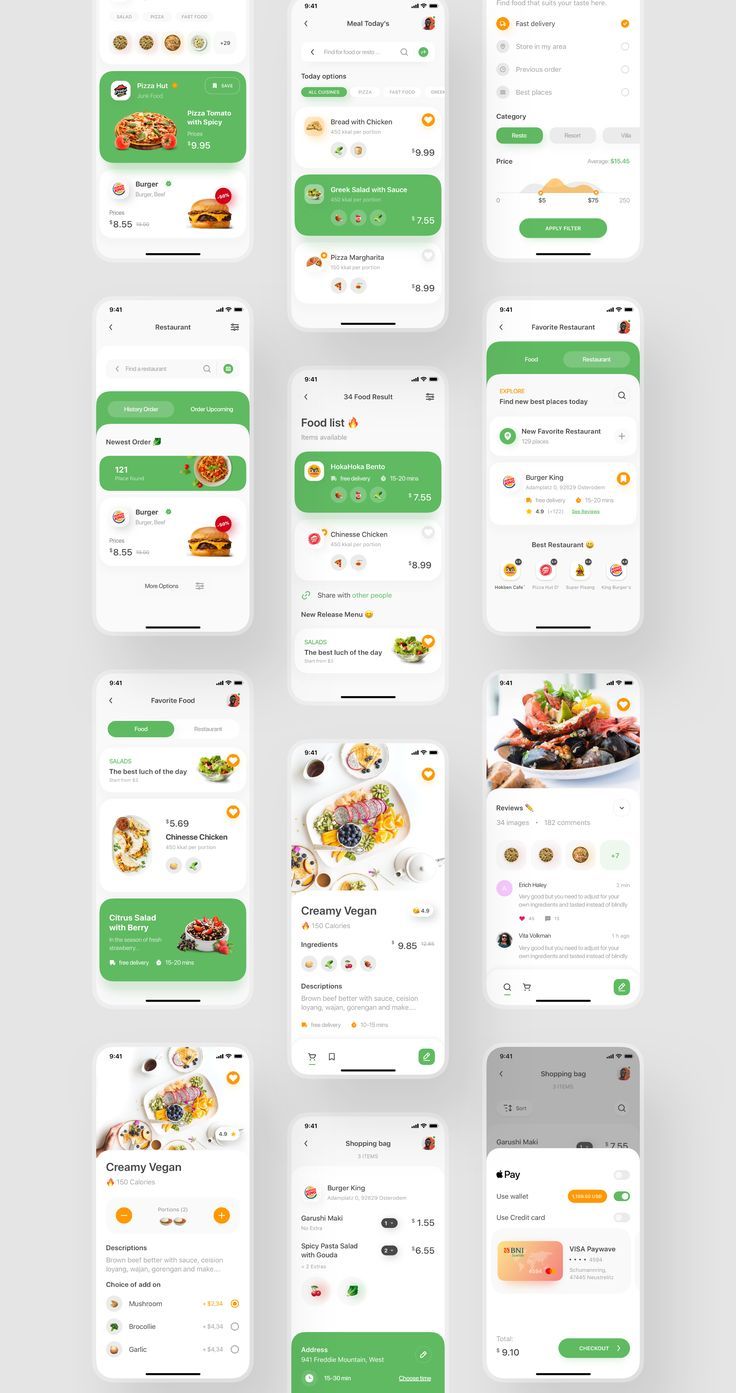 SALAD
PIZZA
FAST FOOD
+29
Pizza Hut
Junk Food
SAVE
Pizza Tomato
with Spicy
Prices
$9.95
Burger
Burger, Beef
Prices
$8.55
-50%
Meal Today's
Find for food or resto ...
Today options
ALL CUISINES
PIZZA
FAST FOOD
GREEK
Bread with Chicken
450 kkal per portion
$9.99
Greek Salad with Sauce
450 kkal per portion
$7.55
Pizza Margharita
150 kkal per portion
$8.99
Find food that suits your taste here.
Fast delivery
Store in my area
Previous order
Best places
Category
Resto
Resort
Villa
Price
Average: $15.45
0
$5
$75
250
APPLY FILTER
9:41
Restaurant
Find a restaurant
History Order
Order Upcoming
Newest Order
121
Place found
Burger
Burger, Beef
Prices
$8.55
-50%
More Options
9:41
34 Food Result
Food list
Items available
HokaHoka Bento
free delivery
15-20 mins
$7.55
Chinesse Chicken
450 kkal per portion
$8.99
Share with other people
New Release Menu
SALADS
The best luch of the day
Start from $3
9:41
Favorite Restaurant
Food
Restaurant
EXPLORE
Find new best places today
New Favorite Restaurant
129 places
Burger King
Adamplatz 0, 92629 Osterodem
free delivery
15-20 mins
4.9
(+122)
See Reviews
Best Restaurant
Hokben Cafe
Pizza Hut D'
Super Pisang
King Burger's
9:41
Favorite Food
Food
Restaurant
SALADS
The best luch of the day
Start from $3
$5.69
Chinesse Chicken
450 kkal per portion
Citrus Salad
with Berry
In the season of fresh
strawberry...
free delivery
15-20 mins
9:41
Creamy Vegan
4.9
150 Calories
Ingredients
$9.85
12.85
Descriptions
Brown beef better with sauce, deision
loyang, wajan, gorengan and make....
free delivery
10-15 mins
9:41
Reviews
34 images • 182 comments
+7
A
Erich Haley
2 min
Very good but you need to adjust for your
own ingredients and tasted instead of blindly
45
15
Vita Volkman
1 h ago
Very good but you need to adjust for your
own ingredients and tasted instead of blindly
9:41
4.9
Creamy Vegan
150 Calories
Portions (2)
Descriptions
Brown beef better with sauce, deision
loyang, wajan, gorengan and make....
Choice of add on
Mushroom
+$2,34
Brocollie
+$4,34
Garlic
+$4,34
9:41
Shopping bag
3 ITEMS
Burger King
Adamplatz 0, 92629 Osterodem
Garushi Maki
No Extra
1
$1.55
Spicy Pasta Salad
with Gouda
+ 2 Extras
2
$6.55
Address
941 Freddie Mountain, West
15-30 min
Choose time
9:41
Shopping bag
3 ITEMS
Sort
Garushi Maki
1
$7.55
Pay
Use wallet
Use Credit card
BNI
4594
VISA Paywave
•••• 4594
Schumannring,
47445 Neustrelitz
Total:
$9.10
CHECKOUT